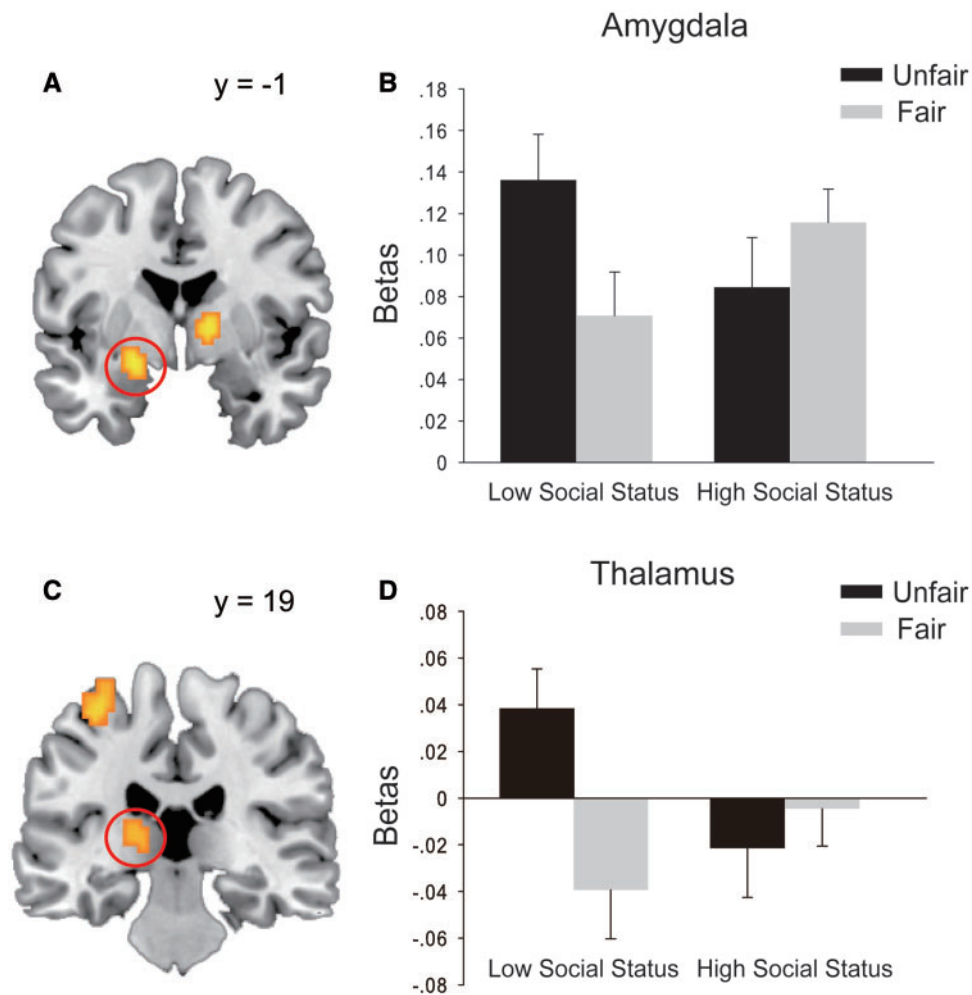 Amygdala
A
y = -1
B
Unfair
Fair
.18
.16
.14
.12
.10
.08
.06
.04
.02
0
Betas
Low Social Status
High Social Status
Thalamus
C
y = 19
D
Unfair
Fair
.08
.06
.04
.02
0
-.02
-.04
-.06
-.08
Betas
Low Social Status
High Social Status